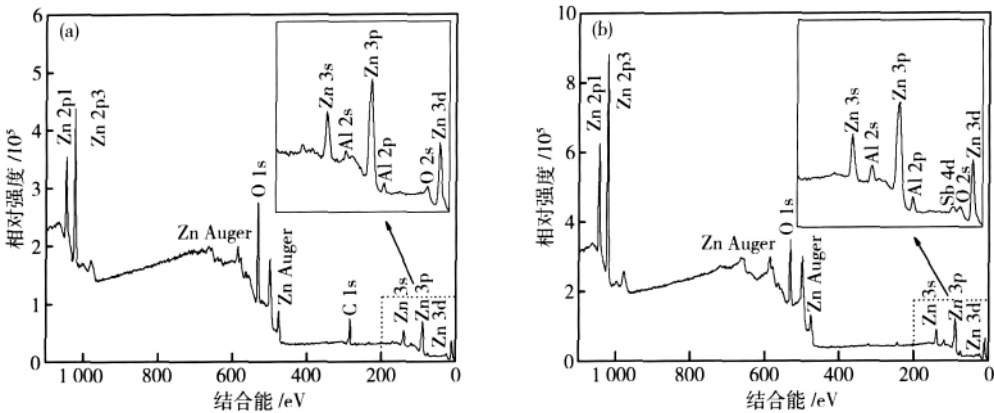 (a)
6
5
4
3
2
1
0
相对强度 /10⁵
1 000
800
600
400
200
0
结合能 /eV
Zn 2p1
Zn 2p3
Zn Auger
O 1s
Zn Auger
C 1s
Zn 3s
Zn 3p
Zn 3d
Zn 3s
Al 2s
Zn 3p
Al 2p
O 2s
Zn 3d
(b)
10
8
6
4
2
0
相对强度 /10⁵
1 000
800
600
400
200
0
结合能 /eV
Zn 2p1
Zn 2p3
Zn Auger
O 1s
Zn Auger
Zn 3s
Zn 3p
Zn 3d
Zn 3s
Al 2s
Zn 3p
Al 2p
Sb 4d
O 2s
Zn 3d